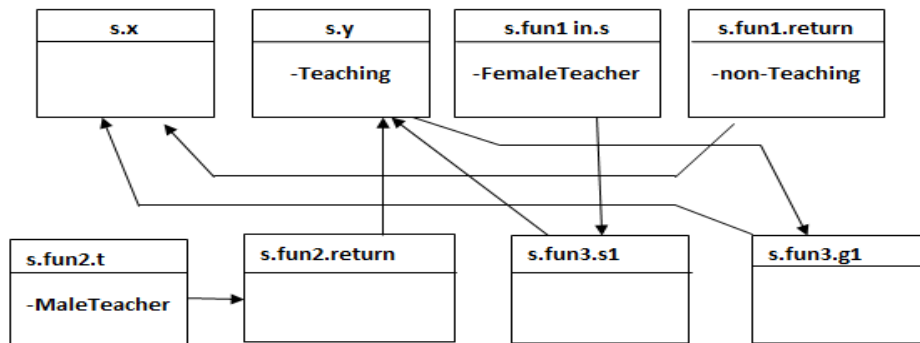 s.x
s.y
-Teaching
s.fun1 in.s
-FemaleTeacher
s.fun1.return
-non-Teaching
s.fun2.t
-MaleTeacher
s.fun2.return
s.fun3.s1
s.fun3.g1